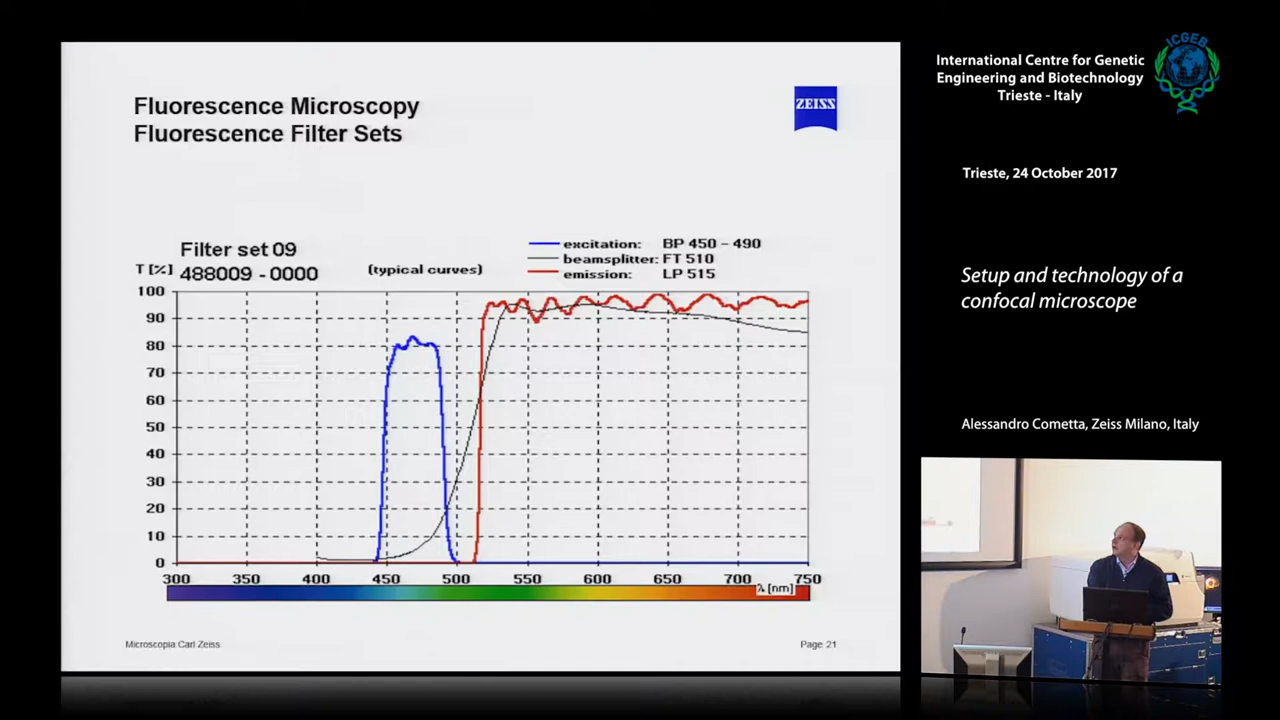 Fluorescence Microscopy
Fluorescence Filter Sets
ZEISS
Filter set 09
488009 - 0000
(typical curves)
excitation: BP 450 - 490
beamsplitter: FT 510
emission: LP 515
T [%]
100
90
80
70
60
50
40
30
20
10
0
300 350 400 450 500 550 600 650 700 750
λ [nm]
Microscopia Carl Zeiss
Page 21
International Centre for Genetic
Engineering and Biotechnology
Trieste - Italy
ICGEB
Trieste, 24 October 2017
Setup and technology of a
confocal microscope
Alessandro Cometta, Zeiss Milano, Italy